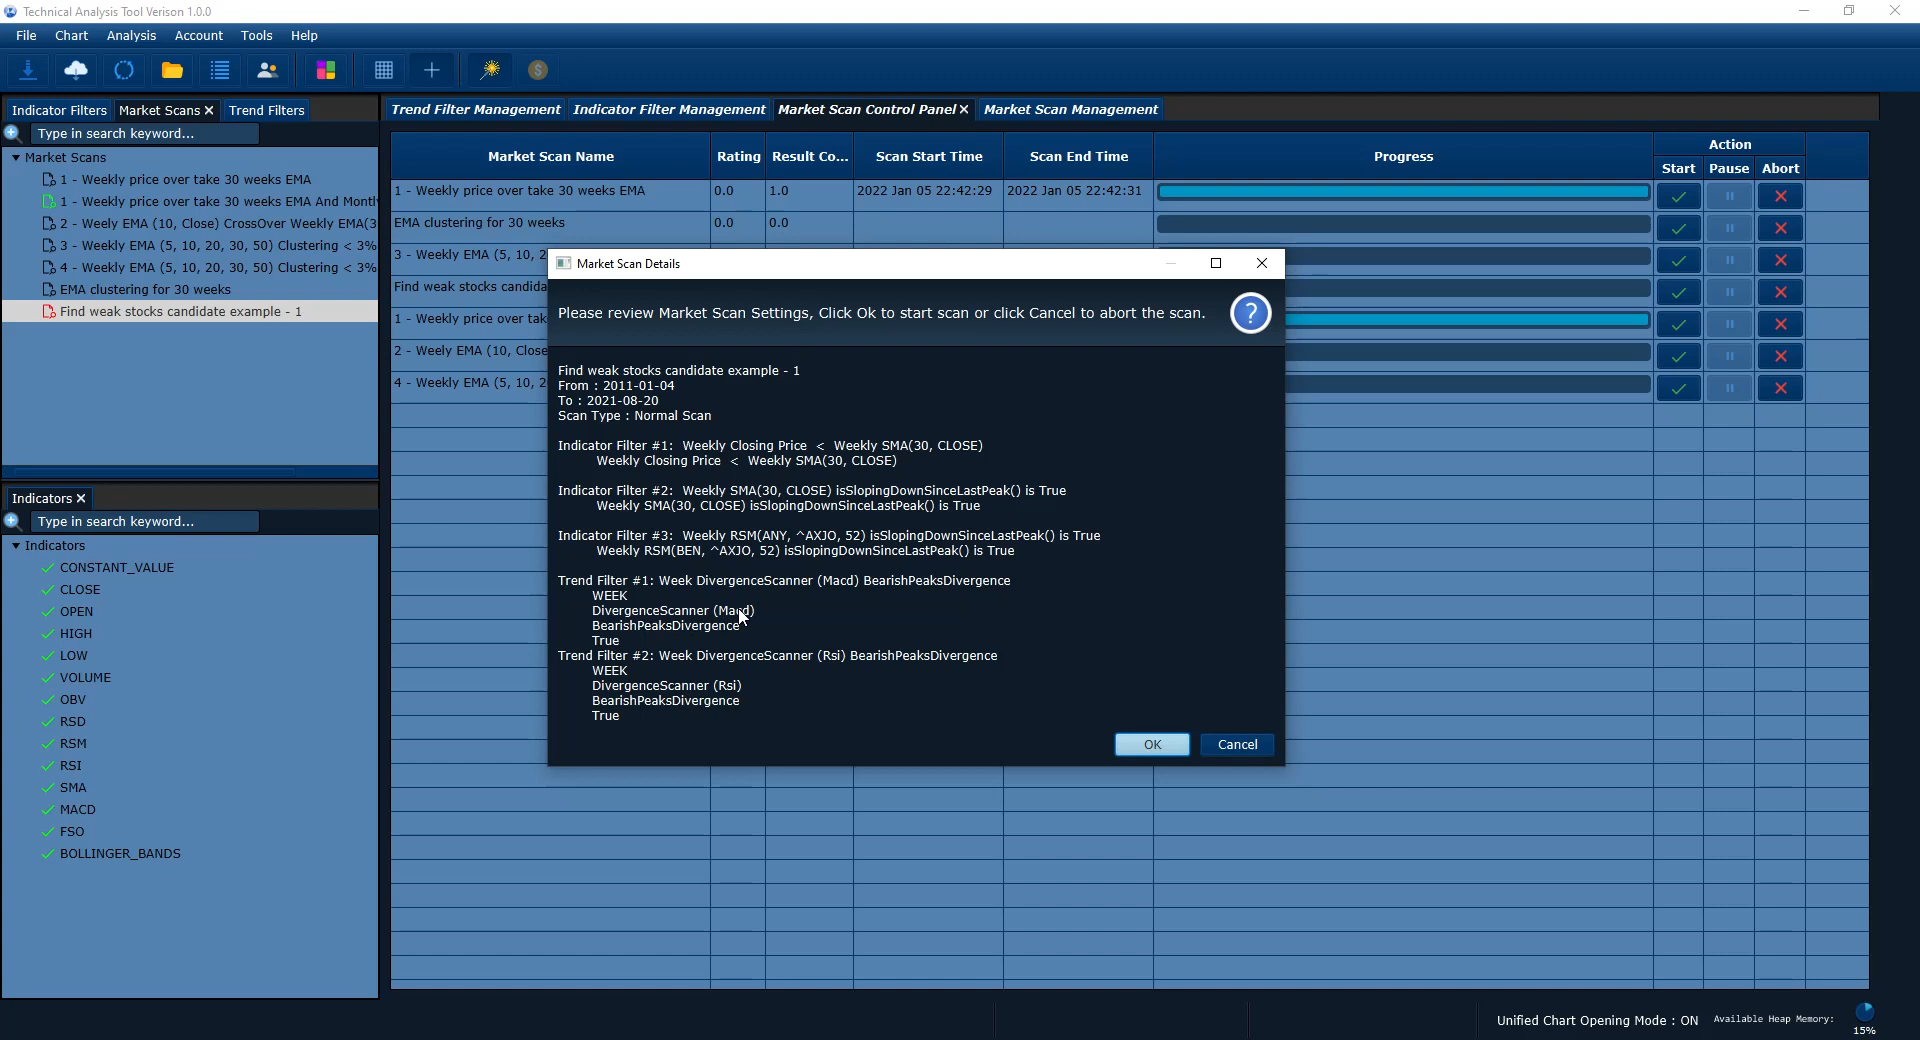 Technical Analysis Tool Verison 1.0.0
File Chart Analysis Account Tools Help
Indicator Filters Market Scans Trend Filters
Type in search keyword...
Market Scans
1 - Weekly price over take 30 weeks EMA
1 - Weekly price over take 30 weeks EMA And Montl
2 - Weely EMA (10, Close) CrossOver Weekly EMA(3
3 - Weekly EMA (5, 10, 20, 30, 50) Clustering < 3%
4 - Weekly EMA (5, 10, 20, 30, 50) Clustering < 3%
EMA clustering for 30 weeks
Find weak stocks candidate example - 1
Indicators
Type in search keyword...
Indicators
CONSTANT_VALUE
CLOSE
OPEN
HIGH
LOW
VOLUME
OBV
RSD
RSM
RSI
SMA
MACD
FSO
BOLLINGER_BANDS
Trend Filter Management Indicator Filter Management Market Scan Control Panel Market Scan Management
Market Scan Name Rating Result Co... Scan Start Time Scan End Time Progress Action
Start Pause Abort
1 - Weekly price over take 30 weeks EMA 0.0 1.0 2022 Jan 05 22:42:29 2022 Jan 05 22:42:31
EMA clustering for 30 weeks 0.0 0.0
3 - Weekly EMA (5, 10, 2
Find weak stocks candida
1 - Weekly price over tak
2 - Weely EMA (10, Close
4 - Weekly EMA (5, 10, 2
Market Scan Details
Please review Market Scan Settings, Click Ok to start scan or click Cancel to abort the scan.
Find weak stocks candidate example - 1
From : 2011-01-04
To : 2021-08-20
Scan Type : Normal Scan
Indicator Filter #1: Weekly Closing Price < Weekly SMA(30, CLOSE)
Weekly Closing Price < Weekly SMA(30, CLOSE)
Indicator Filter #2: Weekly SMA(30, CLOSE) isSlopingDownSinceLastPeak() is True
Weekly SMA(30, CLOSE) isSlopingDownSinceLastPeak() is True
Indicator Filter #3: Weekly RSM(ANY, ^AXJO, 52) isSlopingDownSinceLastPeak() is True
Weekly RSM(BEN, ^AXJO, 52) isSlopingDownSinceLastPeak() is True
Trend Filter #1: Week DivergenceScanner (Macd) BearishPeaksDivergence
WEEK
DivergenceScanner (Macd)
BearishPeaksDivergence
True
Trend Filter #2: Week DivergenceScanner (Rsi) BearishPeaksDivergence
WEEK
DivergenceScanner (Rsi)
BearishPeaksDivergence
True
OK Cancel
Unified Chart Opening Mode : ON Available Heap Memory: 15%